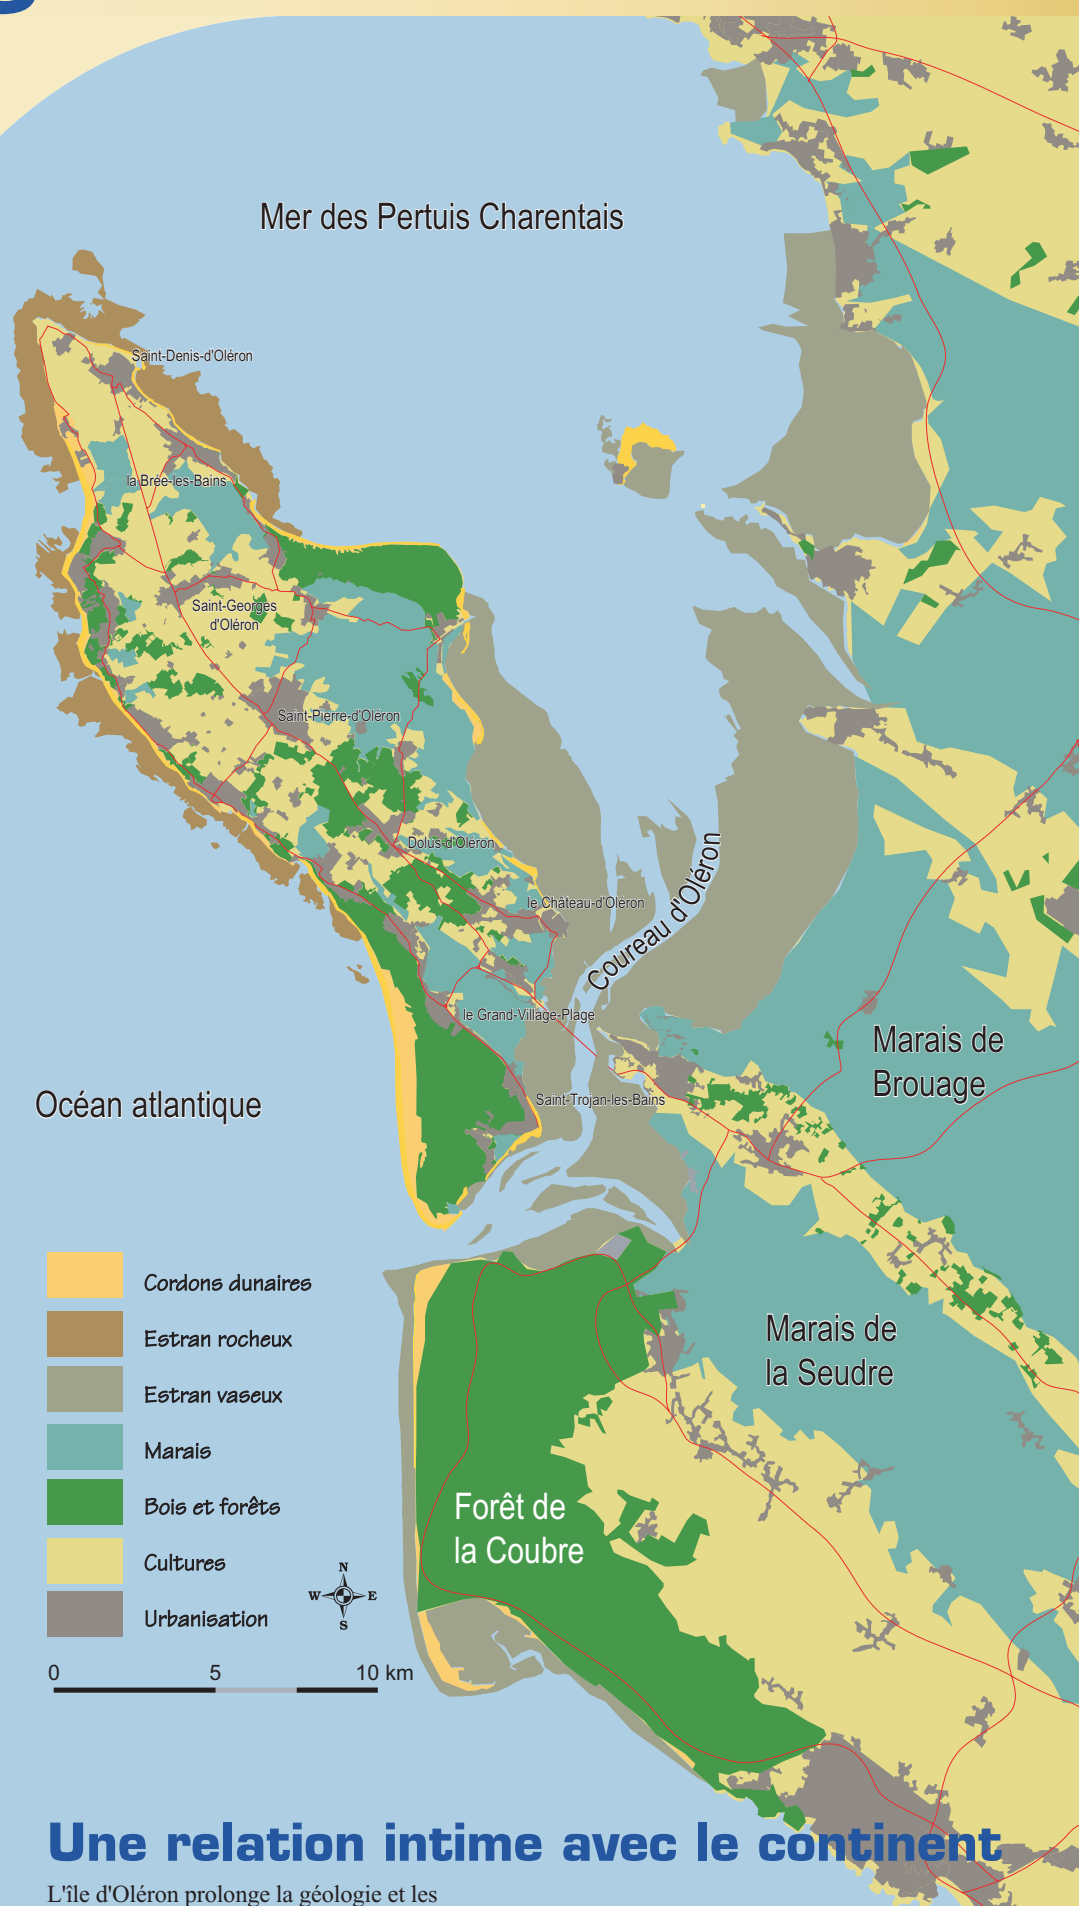 Mer des Pertuis Charentais
Saint-Denis-d'Oléron
la Brée-les-Bains
Saint-Georges
d'Oléron
Saint-Pierre-d'Oléron
Dolus-d'Oléron
le Château-d'Oléron
Coureau d'Oléron
le Grand-Village-Plage
Marais de
Brouage
Océan atlantique
Saint-Trojan-les-Bains
Cordons dunaires
Estran rocheux
Marais de
la Seudre
Estran vaseux
Marais
Bois et forêts
Forêt de
la Coubre
Cultures
Urbanisation
N
W E
S
0 5 10 km
Une relation intime avec le continent
L'île d'Oléron prolonge la géologie et les